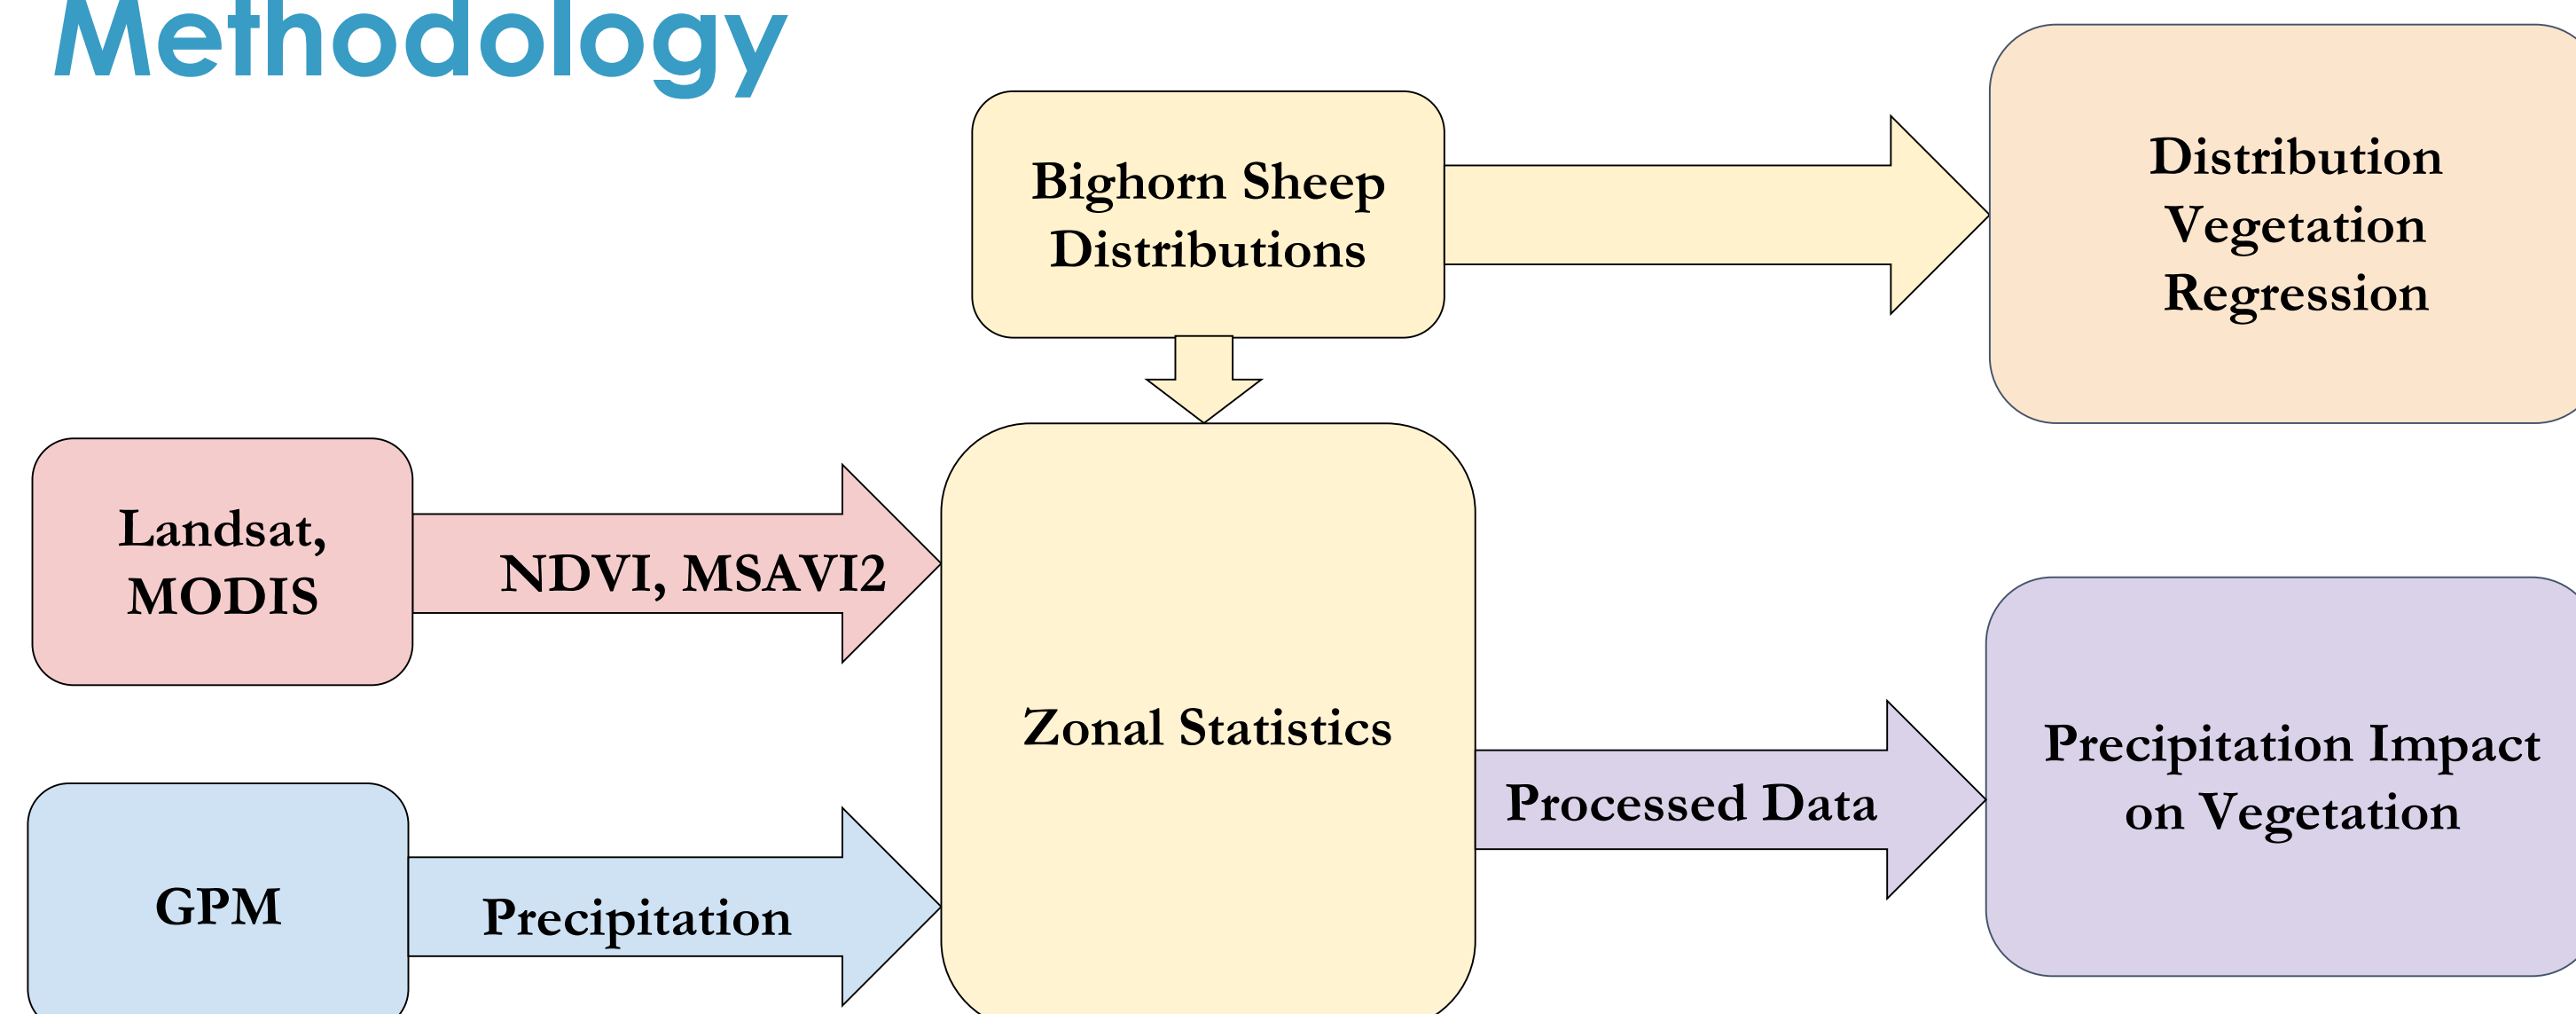 Methodology
Bighorn Sheep
Distributions
Distribution
Vegetation
Regression
Landsat,
MODIS
NDVI, MSAVI2
Zonal Statistics
Processed Data
Precipitation Impact
on Vegetation
GPM
Precipitation